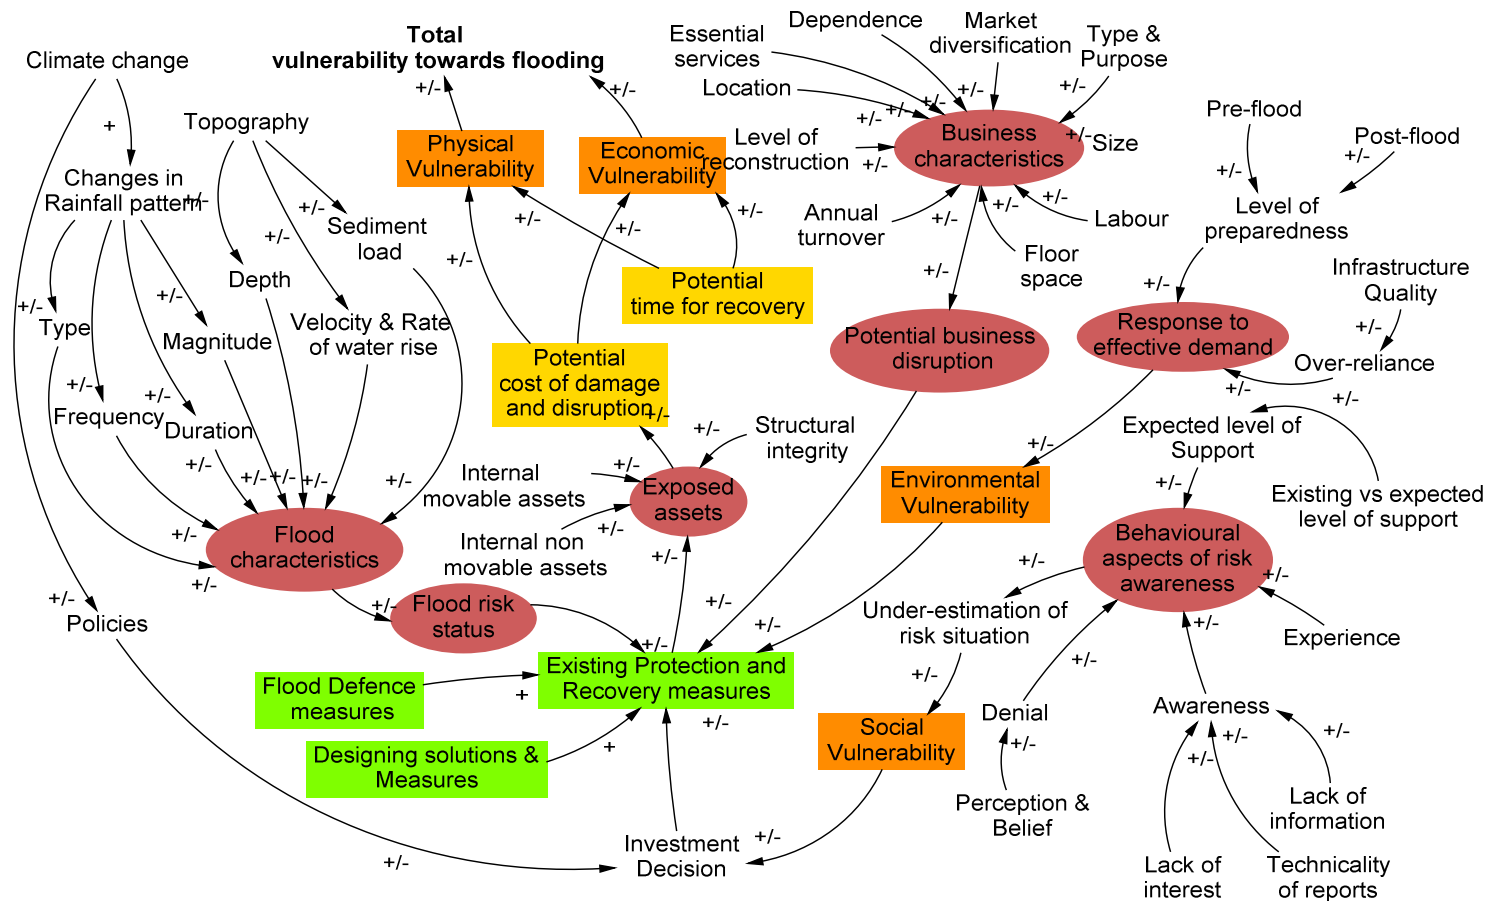 Total
vulnerability towards flooding
Climate change
+
Topography
Changes in
Rainfall pattern
+/-
+/-
Sediment
load
+/-
Depth
+/-
Type
+/-
Magnitude
Velocity & Rate
of water rise
+/-
Frequency
+/-
Duration
+/-
+/-
+/-
+/-
+/-
+/-
+/-
Flood
characteristics
+/-
Policies
+/-
Flood risk
status
+/-
+/-
Physical
Vulnerability
+/-
Economic
Vulnerability
+/-
+/-
+/-
+/-
Potential
time for recovery
Potential
cost of damage
and disruption
+/-
+/-
Structural
integrity
Internal
movable assets
+/-
Exposed
assets
+/-
Internal non
movable assets
+/-
+/-
Existing Protection and
Recovery measures
Flood Defence
measures
+
Designing solutions &
Measures
+
+/-
Investment
Decision
+/-
+/-
Essential
services
Dependence
Market
diversification
Type &
Purpose
Location
+/-
+/-
+/-
+/-
+/-
Level of
reconstruction
+/-
Business
characteristics
+/-
Size
Annual
turnover
+/-
+/-
+/-
Labour
Floor
space
+/-
Potential business
disruption
+/-
Pre-flood
Post-flood
+/-
+/-
Level of
preparedness
+/-
Infrastructure
Quality
+/-
Response to
effective demand
Over-reliance
+/-
+/-
Expected level of
Support
+/-
Environmental
Vulnerability
+/-
+/-
Existing vs expected
level of support
Behavioural
aspects of risk
awareness
+/-
+/-
Under-estimation of
risk situation
+/-
Experience
+/-
+/-
Social
Vulnerability
Denial
+/-
Perception &
Belief
Awareness
+/-
+/-
+/-
Lack of
information
Lack of
interest
Technicality
of reports